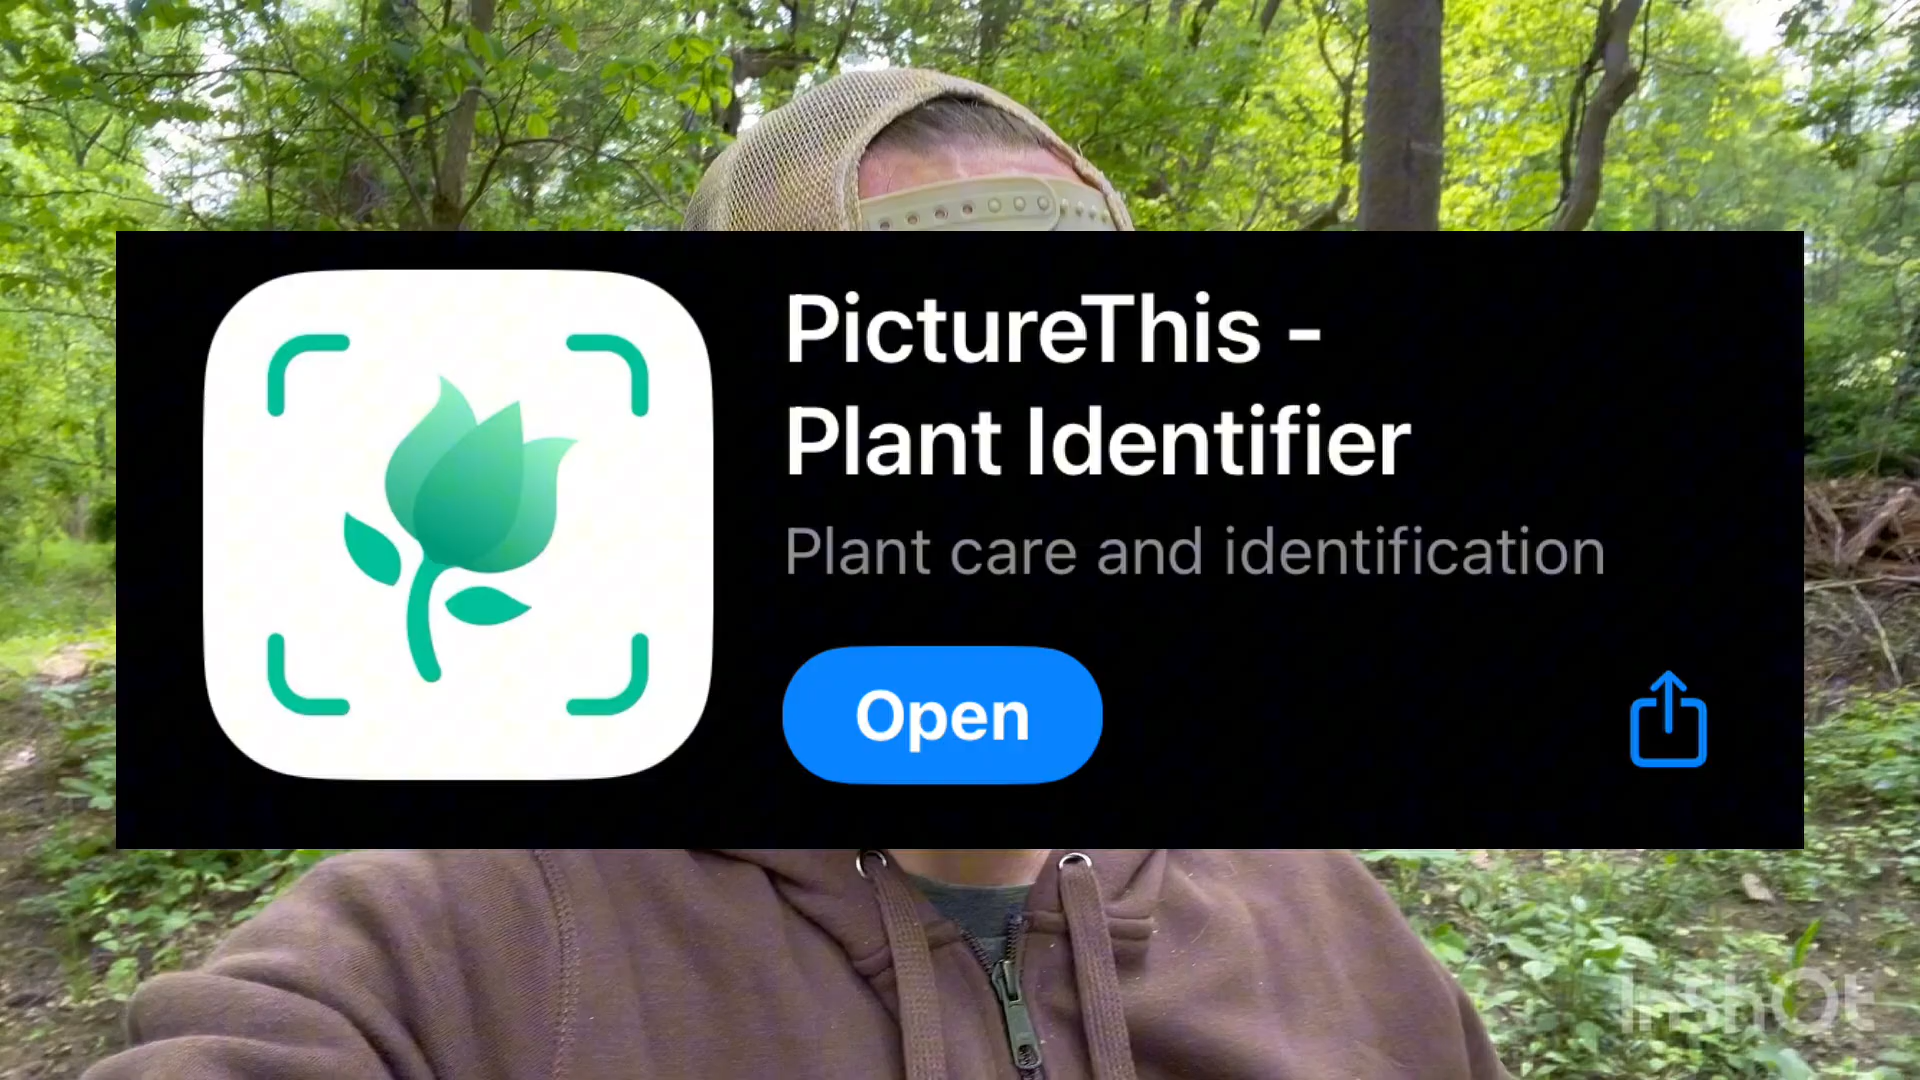 PictureThis -
Plant Identifier
Plant care and identification
Open
InShOt